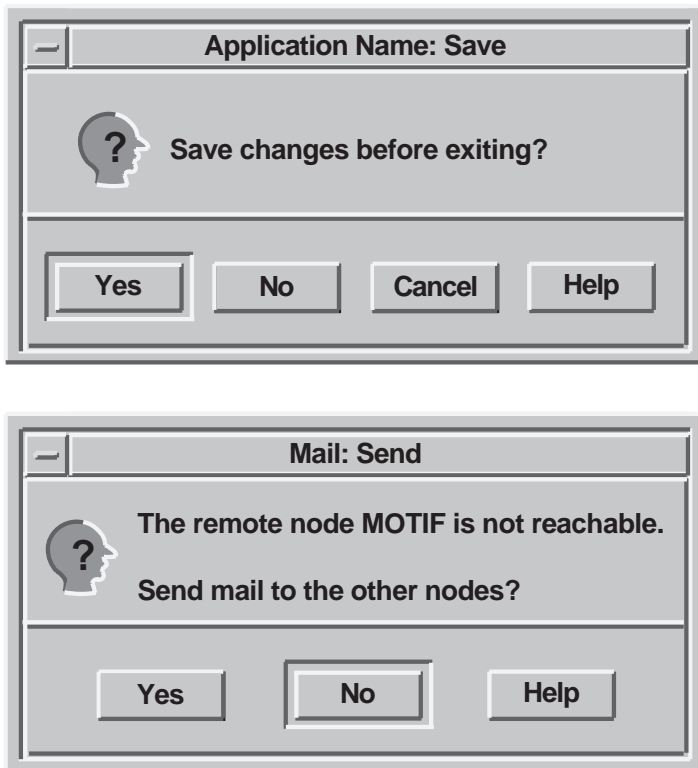 Application Name: Save
?
Save changes before exiting?
Yes No Cancel Help
Mail: Send
The remote node MOTIF is not reachable.
?
Send mail to the other nodes?
Yes No Help